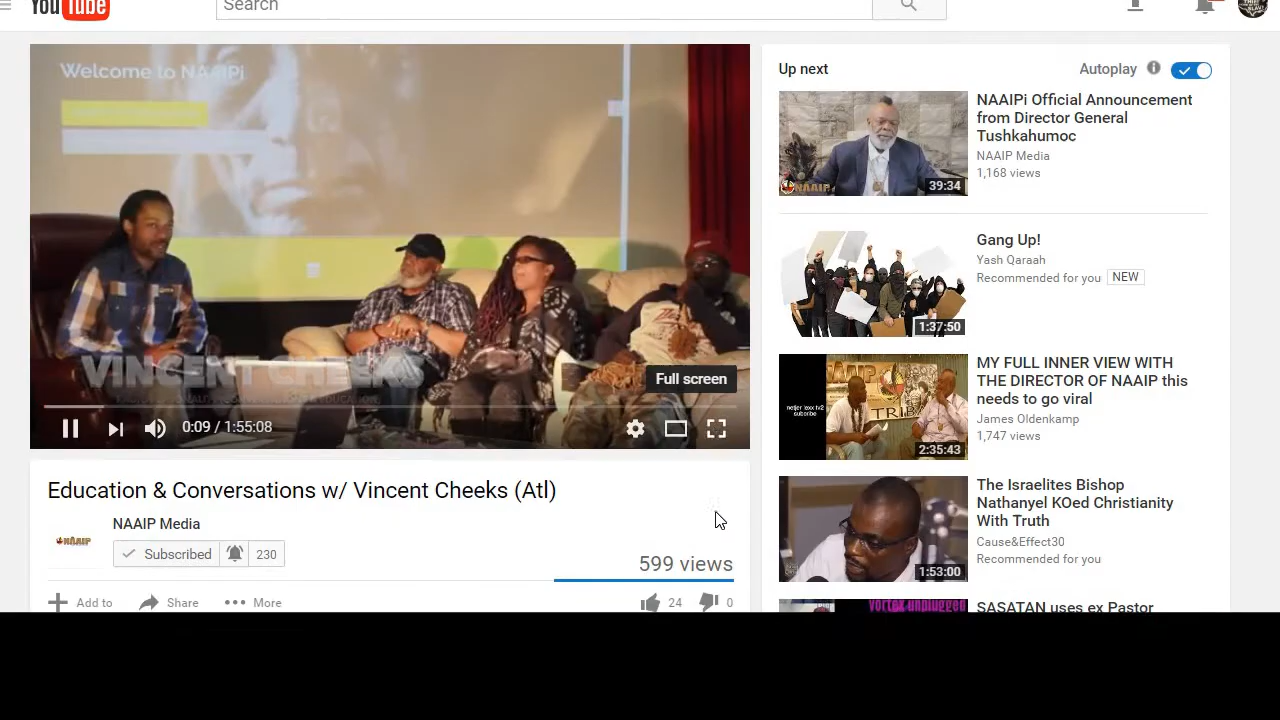 YouTube
Search
Welcome to NAAIPi
VINCENT CHEEKS
Full screen
0:09 / 1:55:08
Up next
Autoplay
39:34
NAAIPi Official Announcement
from Director General
Tushkahumoc
NAAIP Media
1,168 views
1:37:50
Gang Up!
Yash Qaraah
Recommended for you NEW
NAAIP
TRIB
2:35:43
MY FULL INNER VIEW WITH
THE DIRECTOR OF NAAIP this
needs to go viral
James Oldenkamp
1,747 views
1:53:00
The Israelites Bishop
Nathanyel KOed Christianity
With Truth
Cause&Effect30
Recommended for you
vortex unplugged
SASATAN uses ex Pastor
Education & Conversations w/ Vincent Cheeks (Atl)
NAAIP
NAAIP Media
Subscribed 230
599 views
Add to Share More 24 0